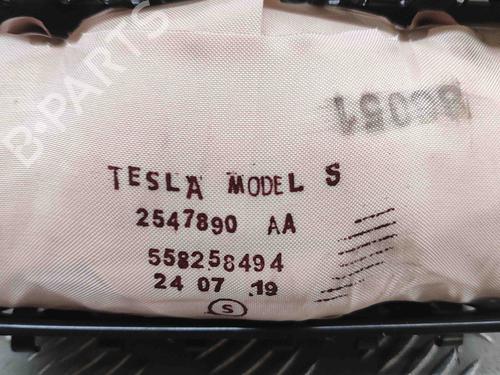 B-PARTS
TESLA MODEL S
2547890 AA
558258494
24 07 19
S